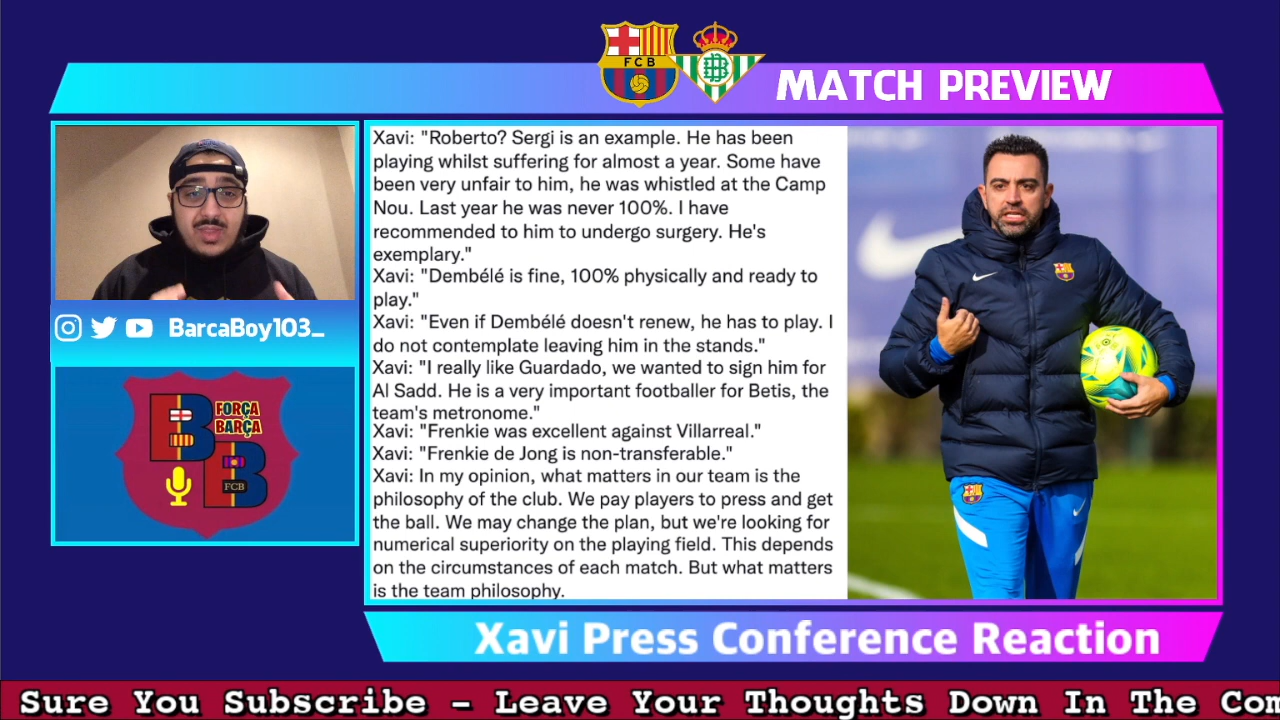 FCB
MATCH PREVIEW
Xavi: "Roberto? Sergi is an example. He has been
playing whilst suffering for almost a year. Some have
been very unfair to him, he was whistled at the Camp
Nou. Last year he was never 100%. I have
recommended to him to undergo surgery. He's
exemplary."
Xavi: "Dembélé is fine, 100% physically and ready to
play."
Xavi: "Even if Dembélé doesn't renew, he has to play. I
do not contemplate leaving him in the stands."
Xavi: "I really like Guardado, we wanted to sign him for
Al Sadd. He is a very important footballer for Betis, the
team's metronome."
Xavi: "Frenkie was excellent against Villarreal."
Xavi: "Frenkie de Jong is non-transferable."
Xavi: In my opinion, what matters in our team is the
philosophy of the club. We pay players to press and get
the ball. We may change the plan, but we're looking for
numerical superiority on the playing field. This depends
on the circumstances of each match. But what matters
is the team philosophy.
BarcaBoy103_
B FORÇA
BARÇA
B
FCB
Xavi Press Conference Reaction
Sure You Subscribe - Leave Your Thoughts Down In The Com